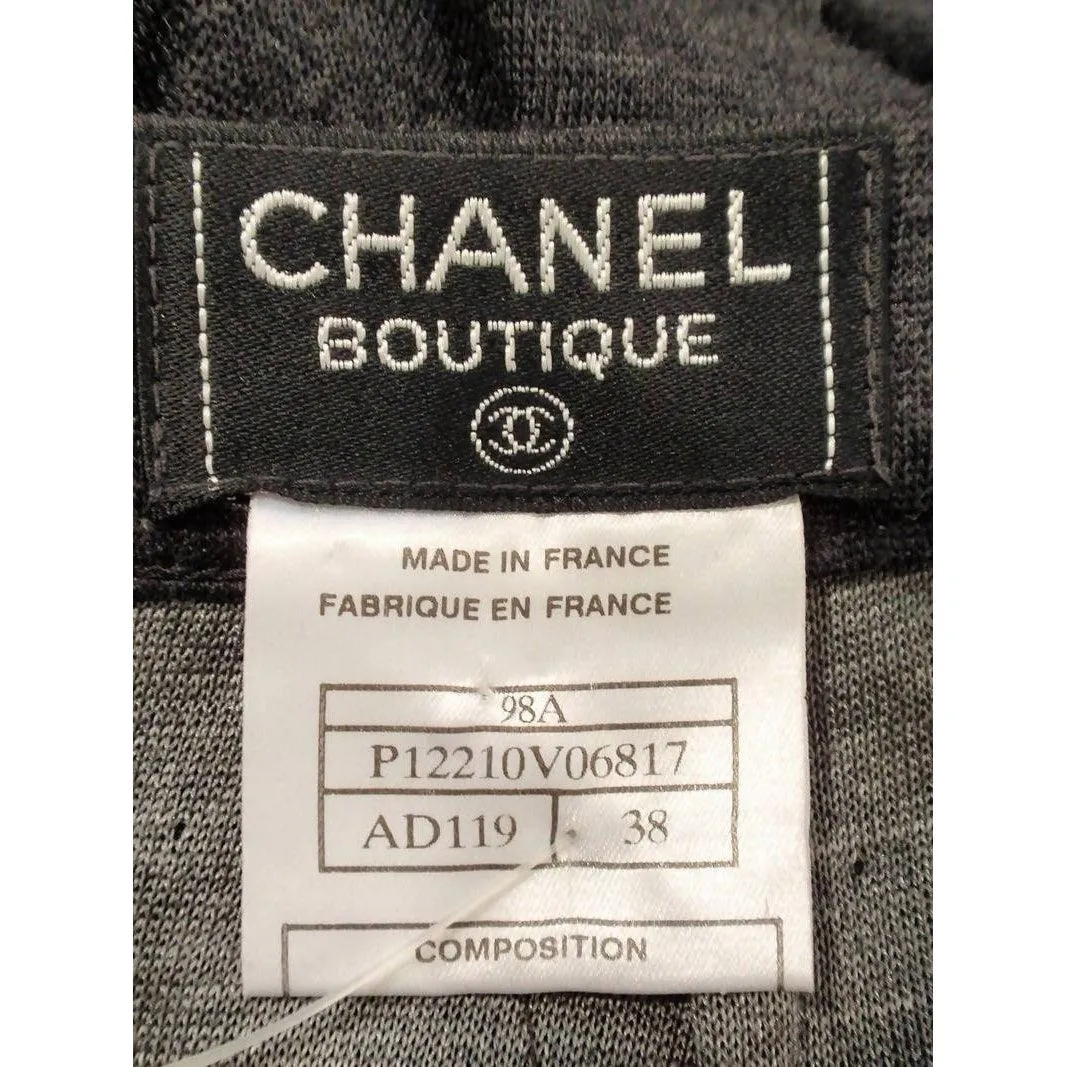 CHANEL
BOUTIQUE
MADE IN FRANCE
FABRIQUE EN FRANCE
98A
P12210V06817
AD119 38
COMPOSITION